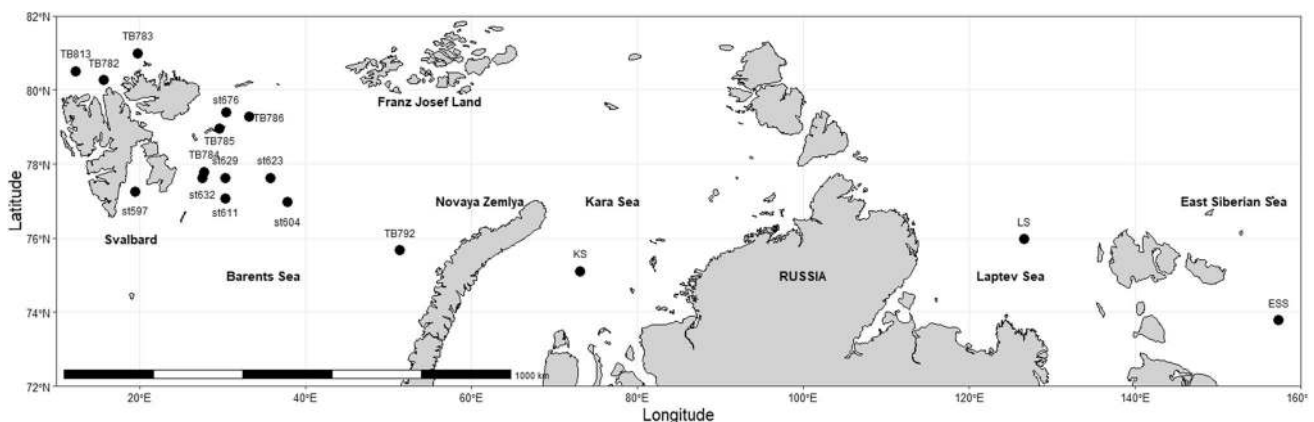 82°N
80°N
78°N
76°N
74°N
72°N
Latitude
TB783
TB813
TB782
st676
TB786
TB785
TB784
st629
st623
st632
st597
st611
st604
Svalbard
Barents Sea
Franz Josef Land
Novaya Zemlya
TB792
Kara Sea
KS
RUSSIA
LS
Laptev Sea
East Siberian Sea
ESS
1000 km
20°E
40°E
60°E
80°E
100°E
120°E
140°E
160°
Longitude